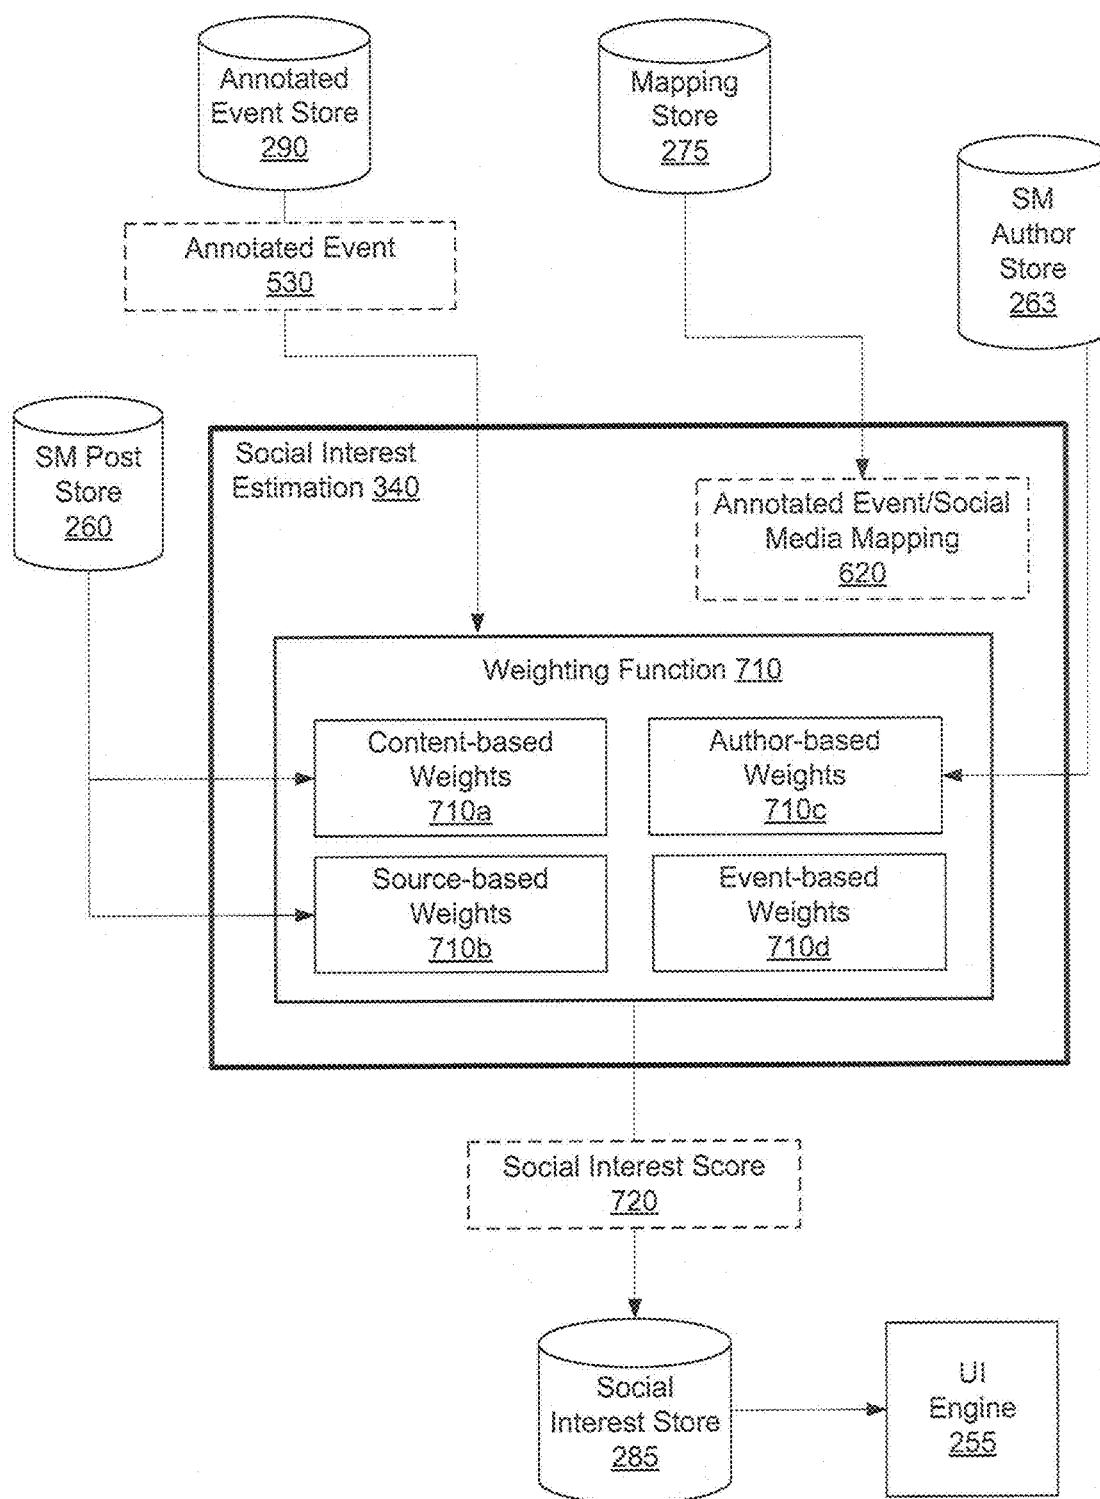 Annotated
Event Store
290
Mapping
Store
275
SM
Author
Store
263
Annotated Event
530
SM Post
Store
260
Social Interest
Estimation 340
Annotated Event/Social
Media Mapping
620
Weighting Function 710
Content-based
Weights
710a
Author-based
Weights
710c
Source-based
Weights
710b
Event-based
Weights
710d
Social Interest Score
720
Social
Interest Store
285
UI
Engine
255